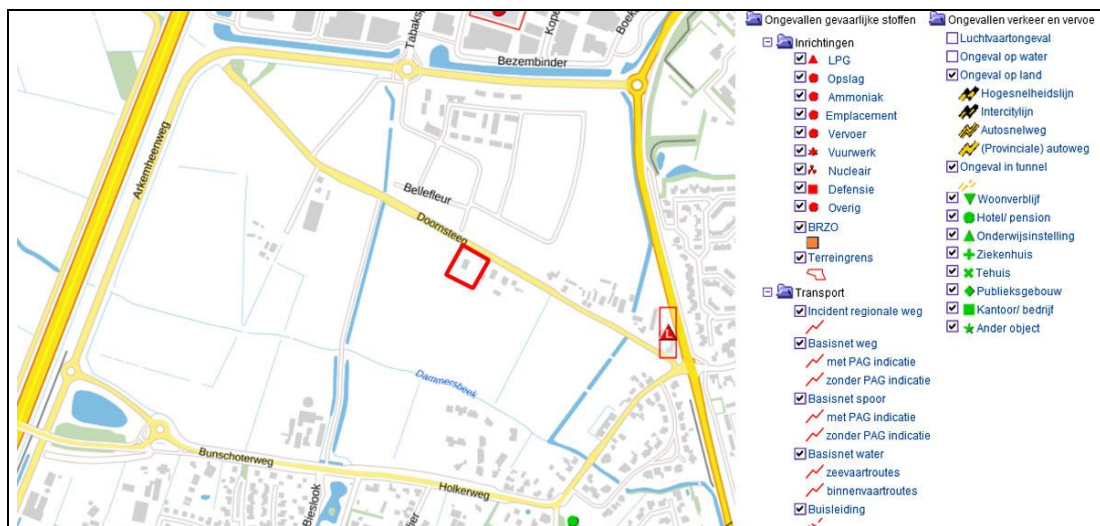 Tabaksp
Kope
Boek
Bezembinder
Arkemheenweg
Bellefleur
Doornsteeg
L
Dammersbeek
Bunschoterweg
Holkerweg
Bieslook
Ongevallen gevaarlijke stoffen
Inrichtingen
LPG
Opslag
Ammoniak
Emplacement
Vervoer
Vuurwerk
Nucleair
Defensie
Overig
BRZO
Terreingrens
Transport
Incident regionale weg
Basisnet weg
met PAG indicatie
zonder PAG indicatie
Basisnet spoor
met PAG indicatie
zonder PAG indicatie
Basisnet water
zeevaartroutes
binnenvaartroutes
Buisleiding
Ongevallen verkeer en vervoe
Luchtvaartongeval
Ongeval op water
Ongeval op land
Hogesnelheidslijn
Intercitylijn
Autosnelweg
(Provinciale) autoweg
Ongeval in tunnel
Woonverblijf
Hotel/ pension
Onderwijsinstelling
Ziekenhuis
Tehuis
Publieksgebouw
Kantoor/ bedrijf
Ander object